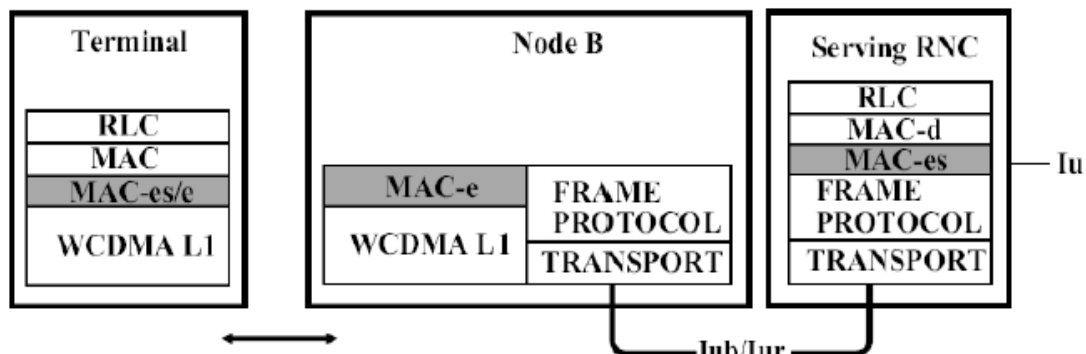 Terminal
RLC
MAC
MAC-es/e
WCDMA L1
Node B
MAC-e
WCDMA L1
FRAME
PROTOCOL
TRANSPORT
Serving RNC
RLC
MAC-d
MAC-es
FRAME
PROTOCOL
TRANSPORT
Iu
Iub/Iur